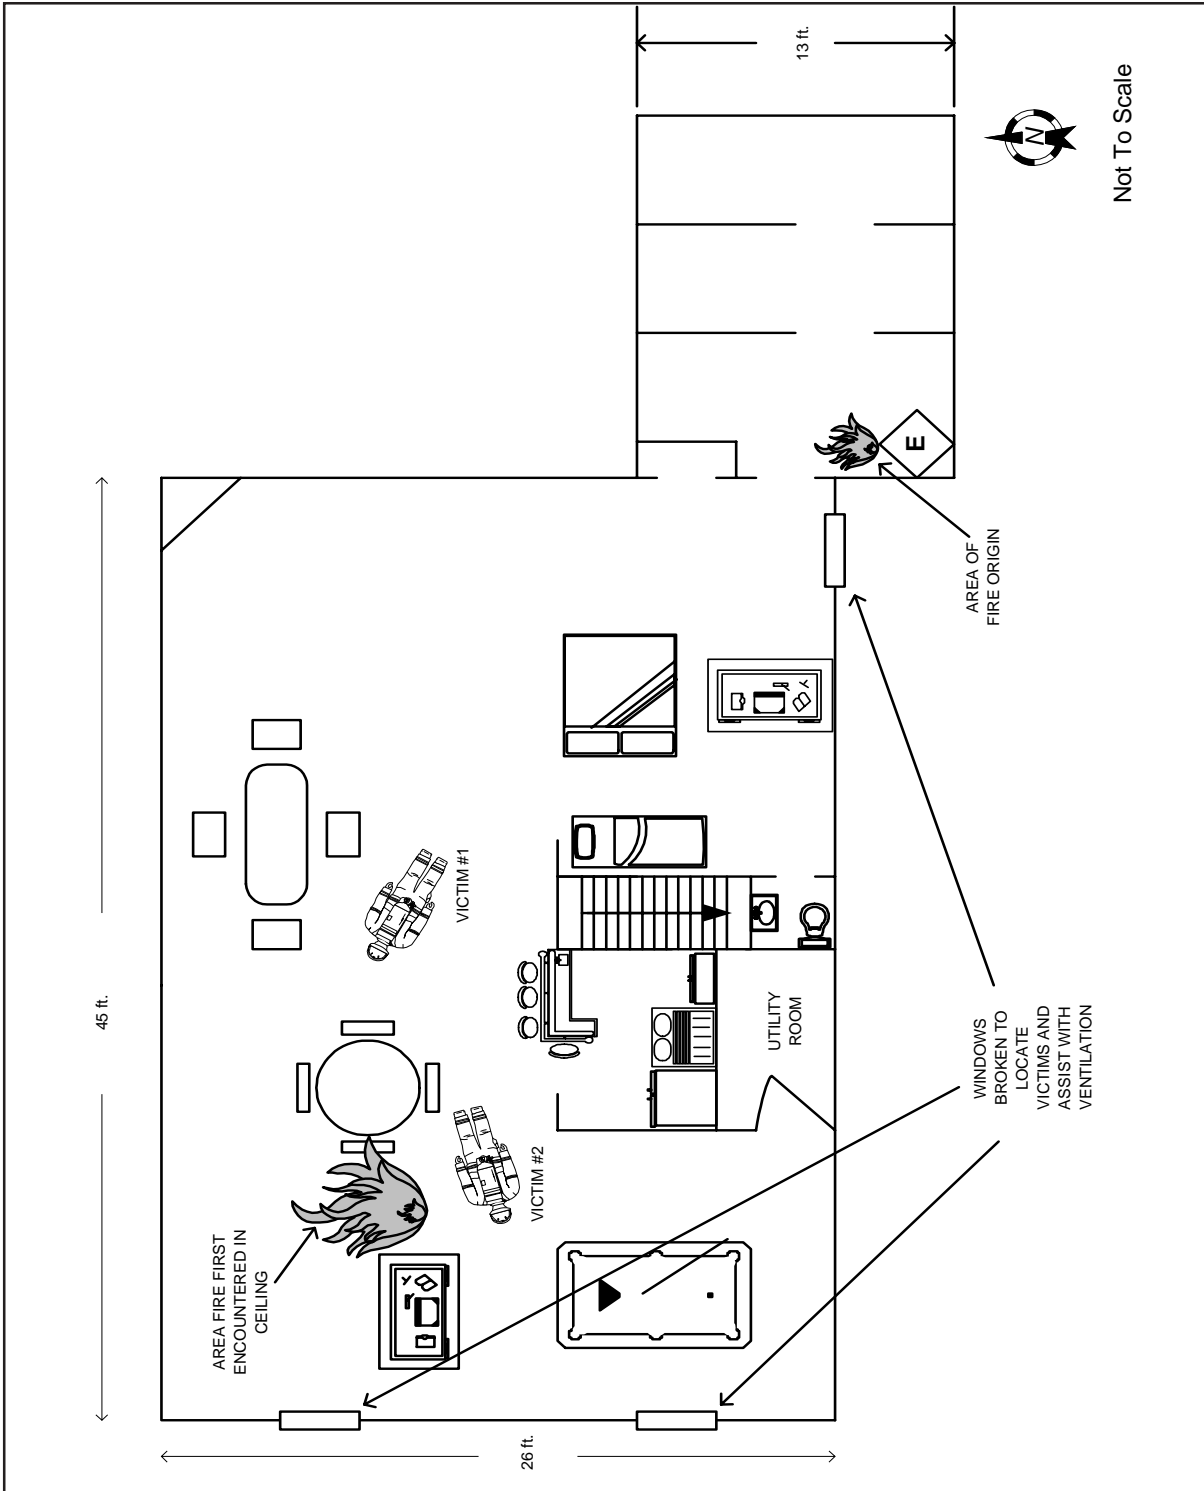 13 ft.
N
Not To Scale
E
AREA OF
FIRE ORIGIN
VICTIM #1
45 ft.
UTILITY
ROOM
WINDOWS
BROKEN TO
LOCATE
VICTIMS AND
ASSIST WITH
VENTILATION
VICTIM #2
AREA FIRE FIRST
ENCOUNTERED IN
CEILING
26 ft.